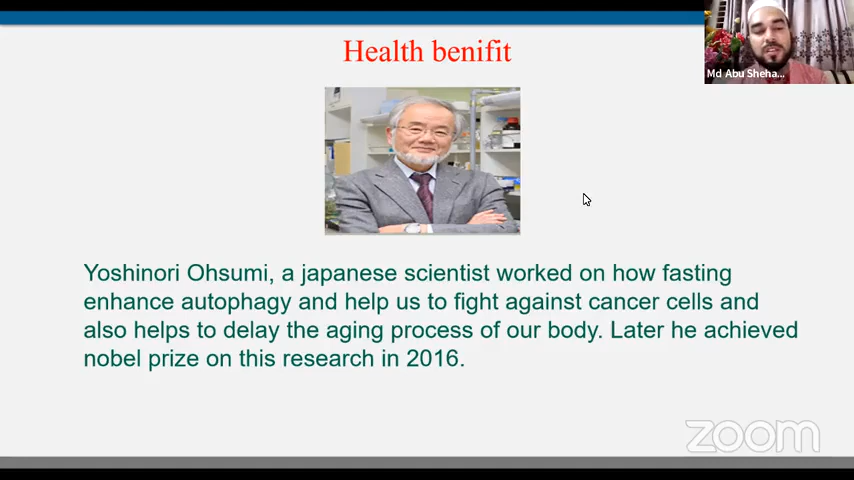 Health benifit
Md Abu Sheha...
Yoshinori Ohsumi, a japanese scientist worked on how fasting
enhance autophagy and help us to fight against cancer cells and
also helps to delay the aging process of our body. Later he achieved
nobel prize on this research in 2016.
zoom